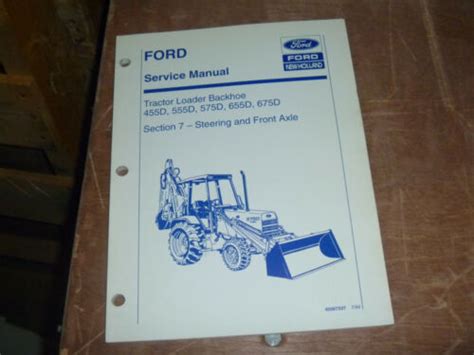 FORD
Service Manual
Tractor Loader Backhoe
455D, 555D, 575D, 655D, 675D
Section 7 – Steering and Front Axle
Ford
FORD
NEW HOLLAND